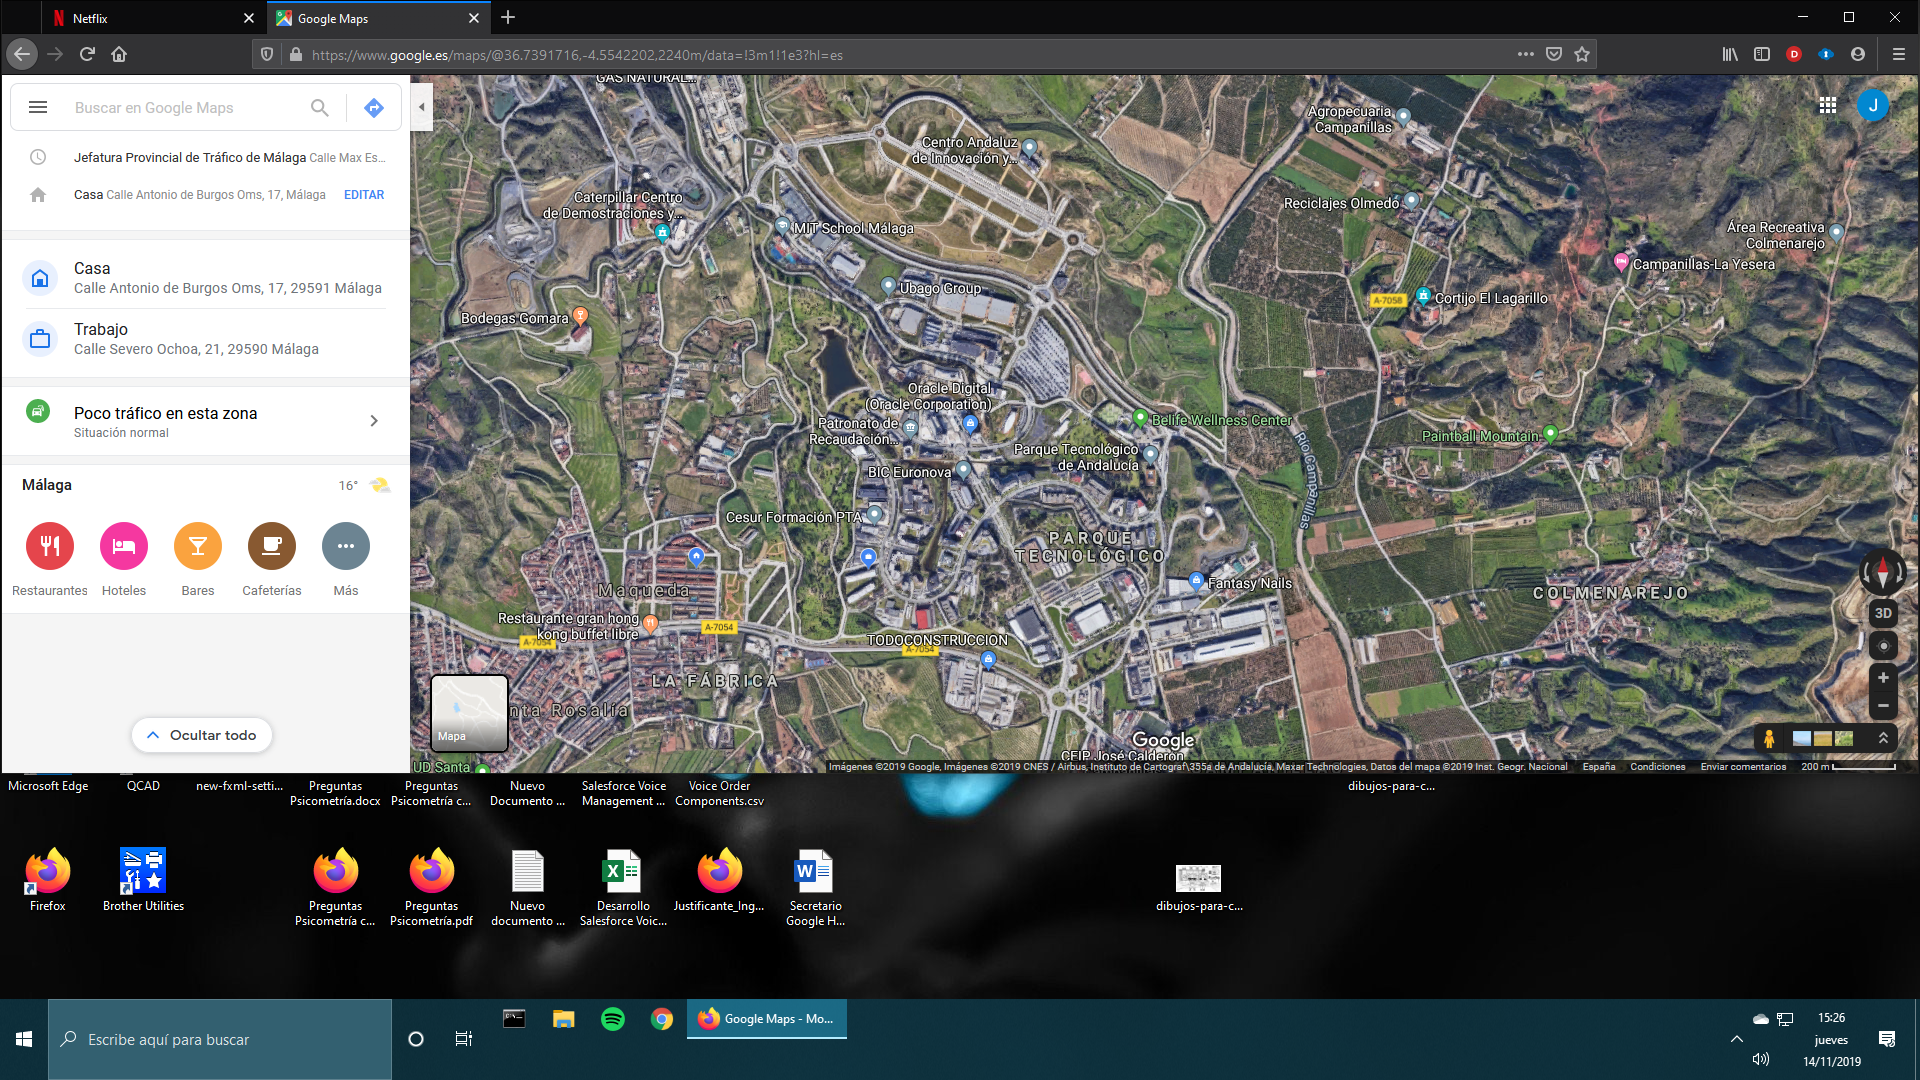 Netflix
Google Maps
https://www.google.es/maps/@36.7391716,-4.5542202,2240m/data=!3m1!1e3?hl=es
Buscar en Google Maps
Jefatura Provincial de Tráfico de Málaga Calle Max Es...
Casa Calle Antonio de Burgos Oms, 17, Málaga EDITAR
Casa
Calle Antonio de Burgos Oms, 17, 29591 Málaga
Trabajo
Calle Severo Ochoa, 21, 29590 Málaga
Poco tráfico en esta zona
Situación normal
Málaga 16°
Restaurantes Hoteles Bares Cafeterías Más
Ocultar todo
GAS NATURAL...
Centro Andaluz
de Innovación y...
Agropecuaria
Campanillas
J
Caterpillar Centro
de Demostraciones y...
MIT School Málaga
Reciclajes Olmedo
Área Recreativa
Colmenarejo
Campanillas-La Yesera
Ubago Group
A-7058
Cortijo El Lagarillo
Bodegas Gomara
Oracle Digital
(Oracle Corporation)
Patronato de
Recaudación...
Belife Wellness Center
Paintball Mountain
Parque Tecnológico
de Andalucía
BIC Euronova
Río Campanillas
Cesur Formación PTA
PARQUE
TECNOLÓGICO
Fantasy Nails
Maqueda
COLMENAREJO
Restaurante gran hong
kong buffet libre
A-7054
A-7054
A-7054
TODOCONSTRUCCION
LA FÁBRICA
nta Rosalía
Mapa
3D
Google
CEIP José Calderón
UD Santa
Imágenes ©2019 Google, Imágenes ©2019 CNES / Airbus, Instituto de Cartograf\355a de Andalucía, Maxar Technologies, Datos del mapa ©2019 Inst. Geogr. Nacional España Condiciones Enviar comentarios 200 m
Microsoft Edge
QCAD
new-fxml-setti...
Preguntas
Psicometría.docx
Preguntas
Psicometría c...
Nuevo
Documento ...
Salesforce Voice
Management ...
Voice Order
Components.csv
dibujos-para-c...
Firefox
Brother Utilities
Preguntas
Psicometría c...
Preguntas
Psicometría.pdf
Nuevo
documento ...
Desarrollo
Salesforce Voic...
Justificante_Ing...
Secretario
Google H...
dibujos-para-c...
Escribe aquí para buscar
Google Maps - Mo...
15:26
jueves
14/11/2019